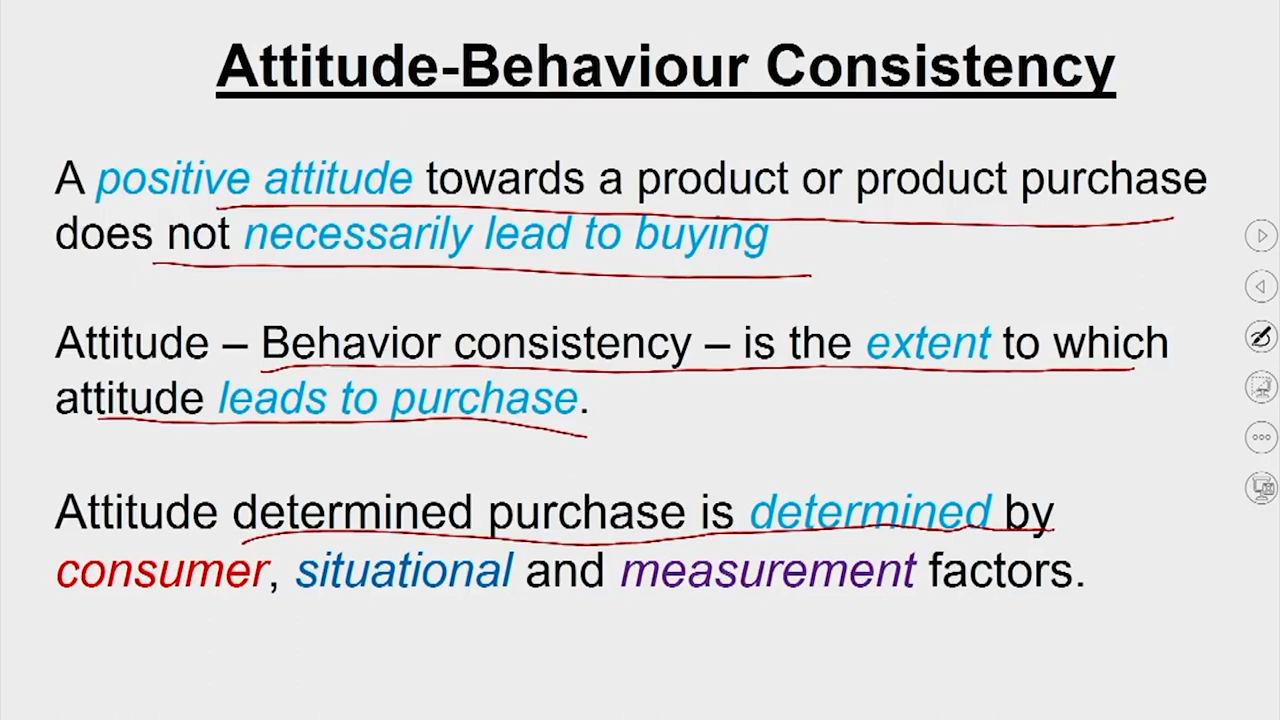 Attitude-Behaviour Consistency
A positive attitude towards a product or product purchase
does not necessarily lead to buying
Attitude – Behavior consistency – is the extent to which
attitude leads to purchase.
Attitude determined purchase is determined by
consumer, situational and measurement factors.